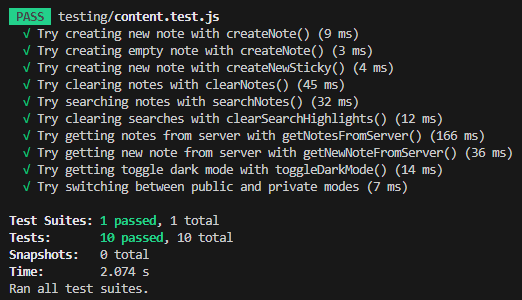 PASS testing/content.test.js
√ Try creating new note with createNote() (9 ms)
√ Try creating empty note with createNote() (3 ms)
√ Try creating new note with createNewSticky() (4 ms)
√ Try clearing notes with clearNotes() (45 ms)
√ Try searching notes with searchNotes() (32 ms)
√ Try clearing searches with clearSearchHighlights() (12 ms)
√ Try getting notes from server with getNotesFromServer() (166 ms)
√ Try getting new note from server with getNewNoteFromServer() (36 ms)
√ Try getting toggle dark mode with toggleDarkMode() (14 ms)
√ Try switching between public and private modes (7 ms)
Test Suites: 1 passed, 1 total
Tests: 10 passed, 10 total
Snapshots: 0 total
Time: 2.074 s
Ran all test suites.